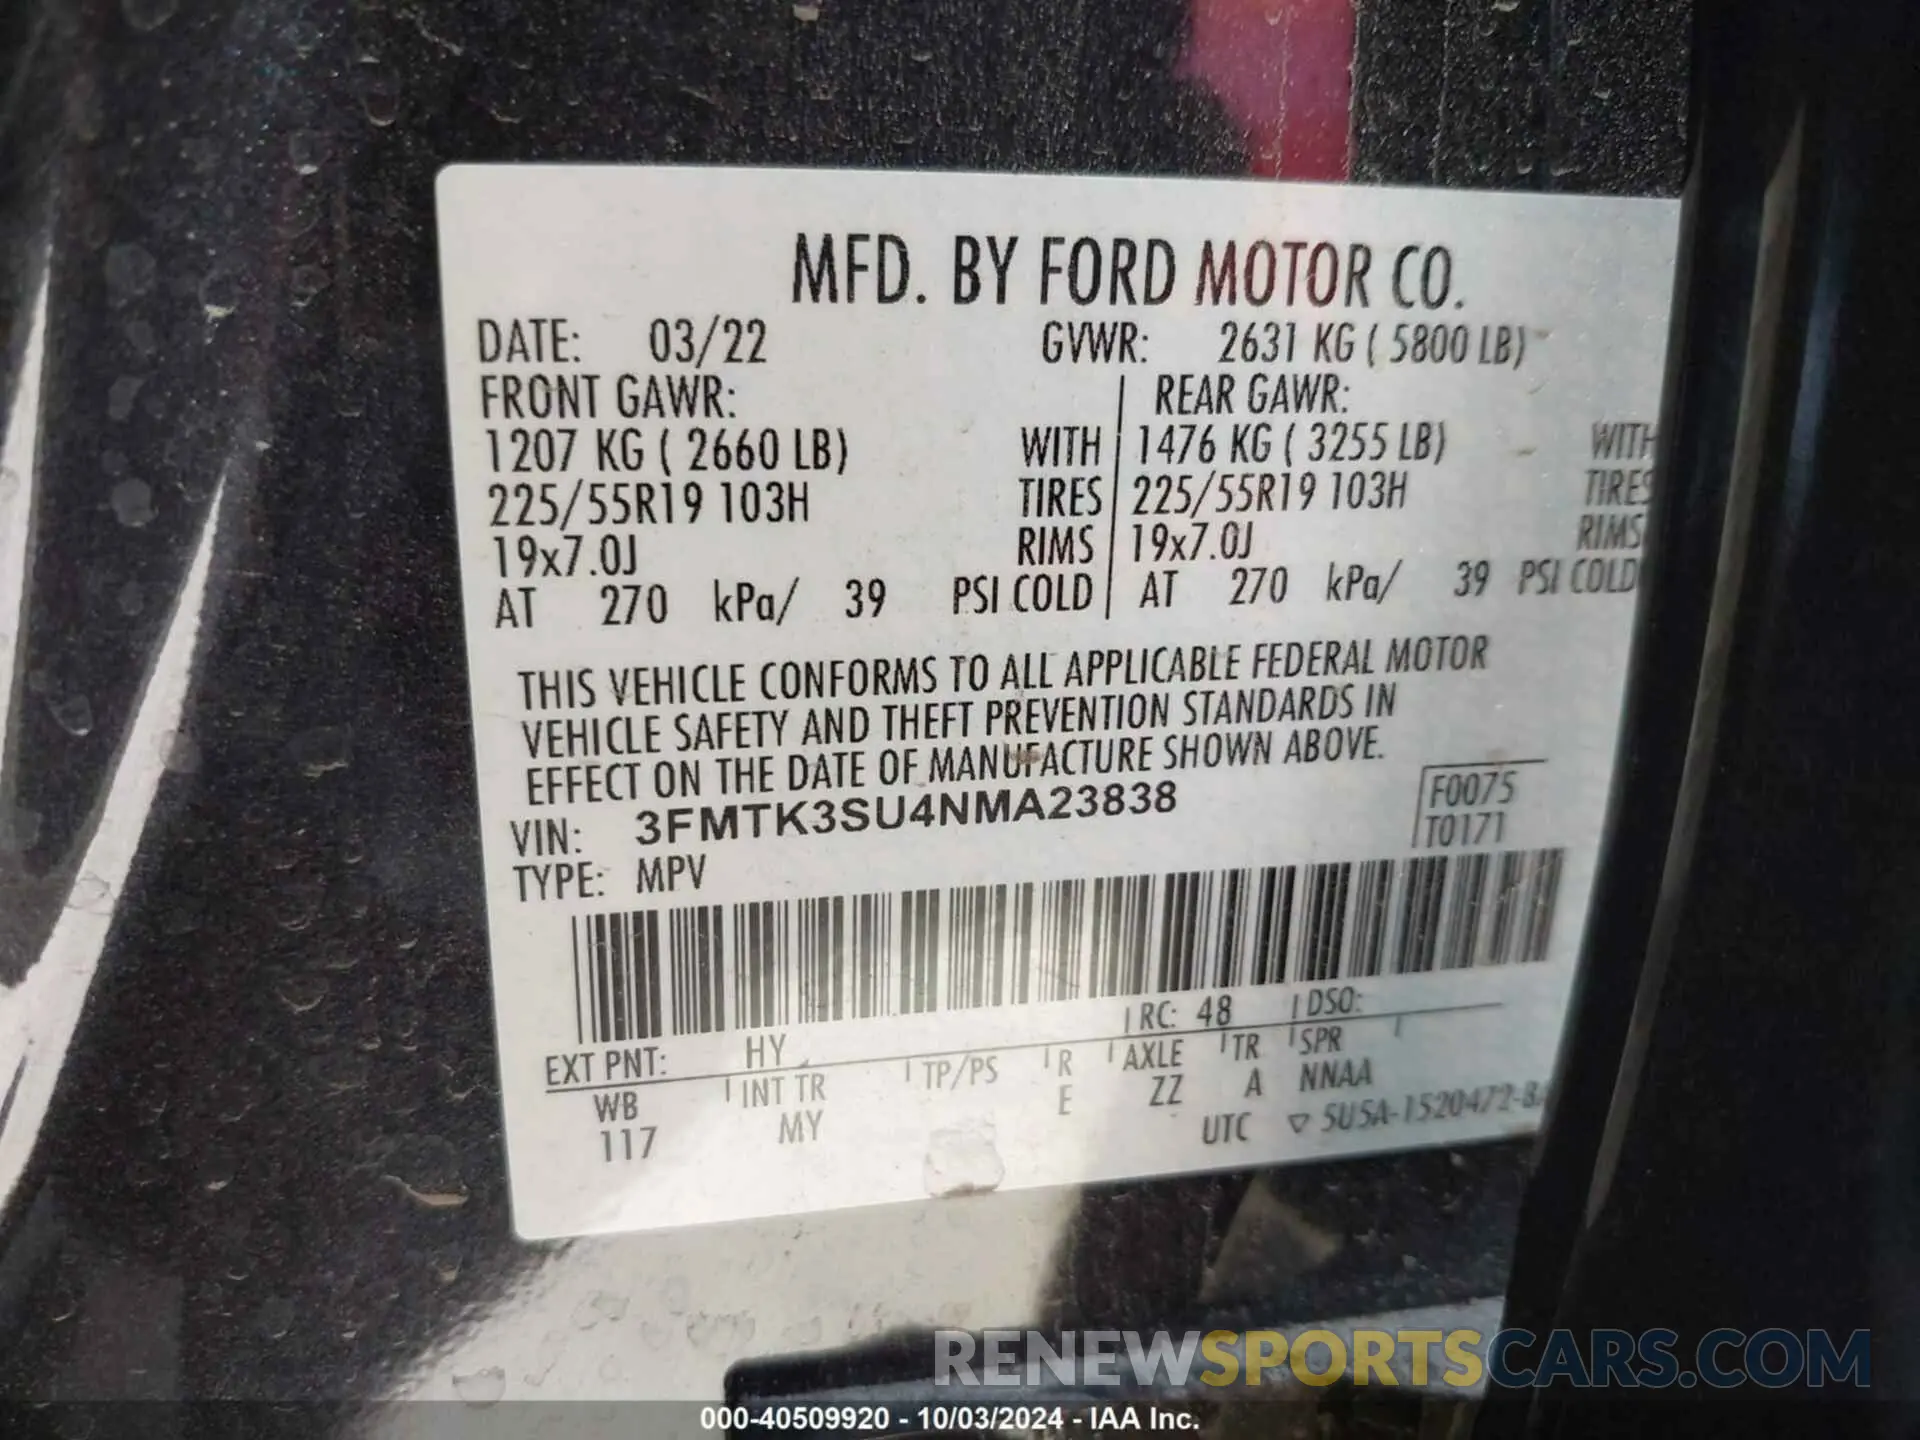 MFD. BY FORD MOTOR CO.
DATE: 03/22 GVWR: 2631 KG ( 5800 LB)
FRONT GAWR: REAR GAWR:
1207 KG ( 2660 LB) WITH 1476 KG ( 3255 LB) WITH
225/55R19 103H TIRES 225/55R19 103H TIRES
19x7.0J RIMS 19x7.0J RIMS
AT 270 kPa/ 39 PSI COLD AT 270 kPa/ 39 PSI COLD
THIS VEHICLE CONFORMS TO ALL APPLICABLE FEDERAL MOTOR
VEHICLE SAFETY AND THEFT PREVENTION STANDARDS IN
EFFECT ON THE DATE OF MANUFACTURE SHOWN ABOVE.
VIN: 3FMTK3SU4NMA23838 F0075
TYPE: MPV T0171
EXT PNT: HY RC: 48 DSO:
WB INT TR TP/PS R AXLE TR SPR
117 MY E ZZ A NNAA
UTC
RENEWSPORTSCARS.COM
000-40509920 - 10/03/2024 - IAA Inc.